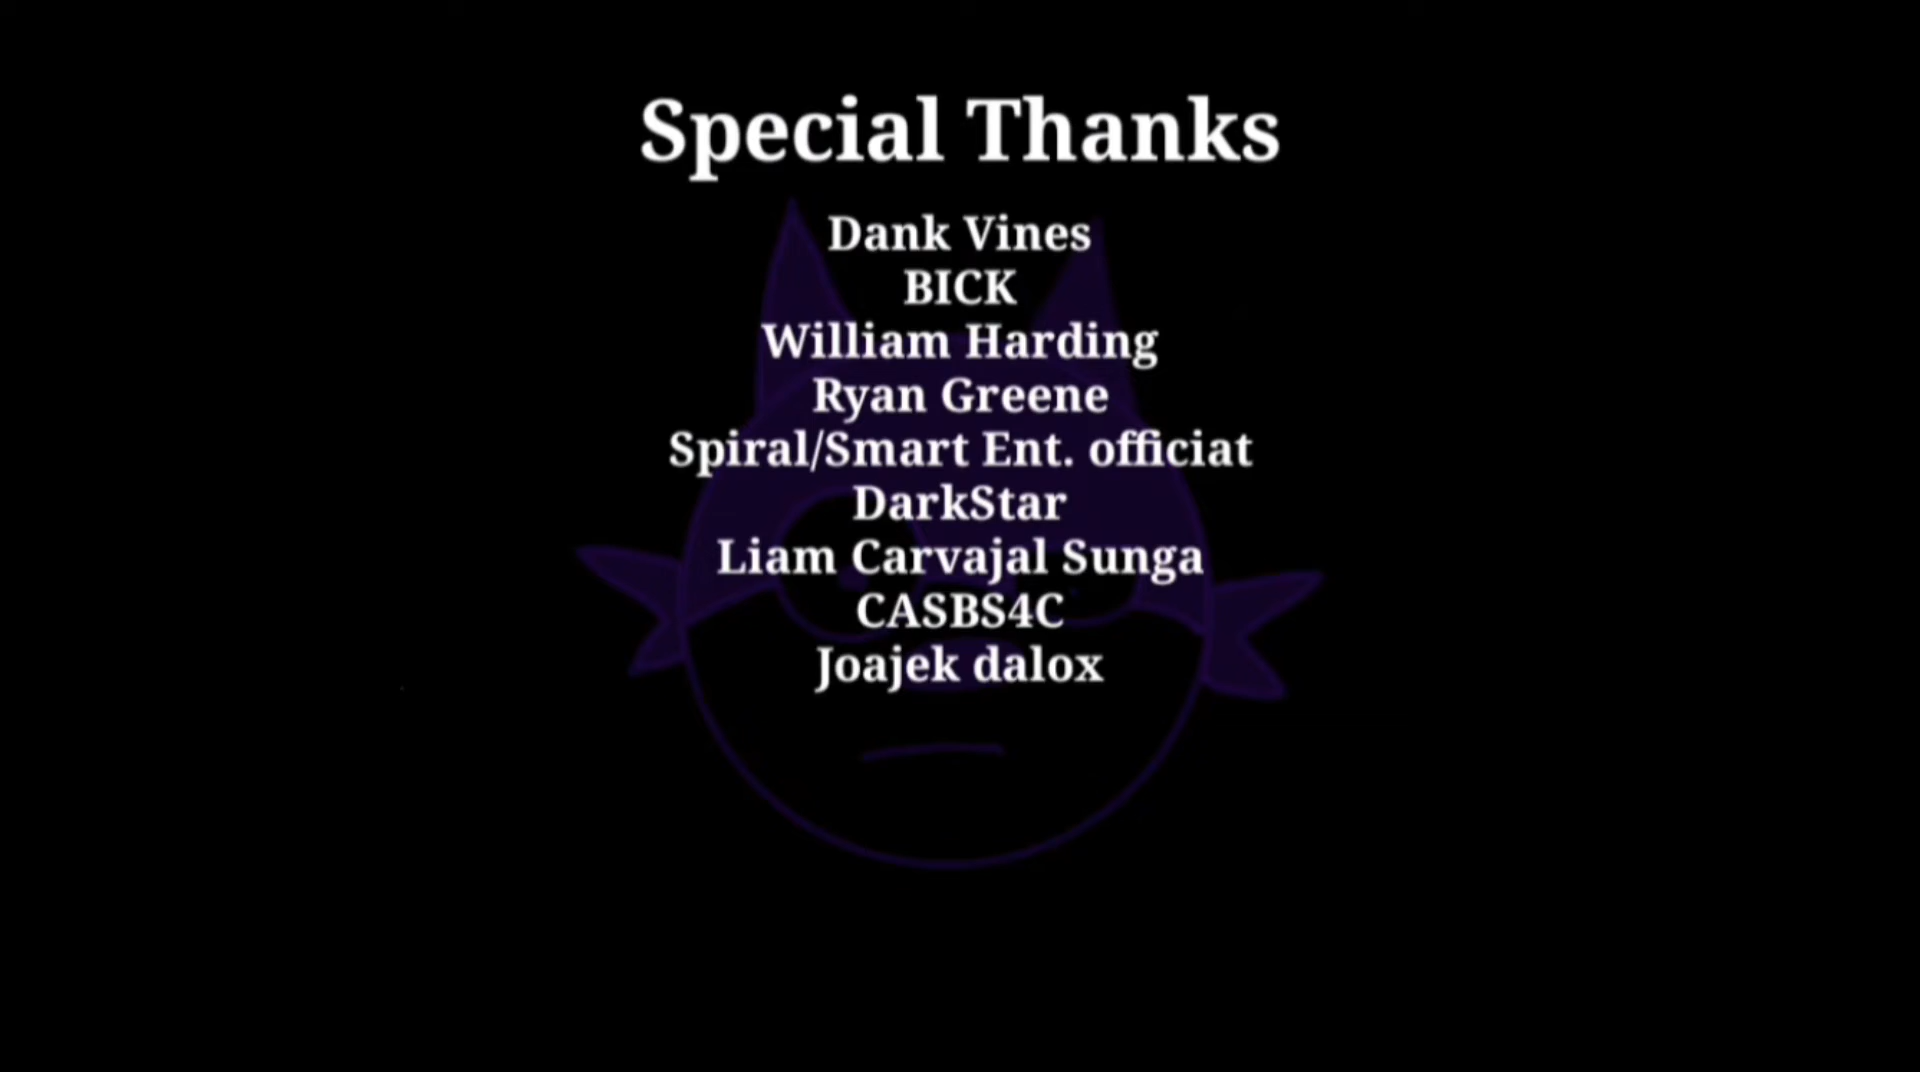 Special Thanks
Dank Vines
BICK
William Harding
Ryan Greene
Spiral/Smart Ent. officiat
DarkStar
Liam Carvajal Sunga
CASBS4C
Joajek dalox